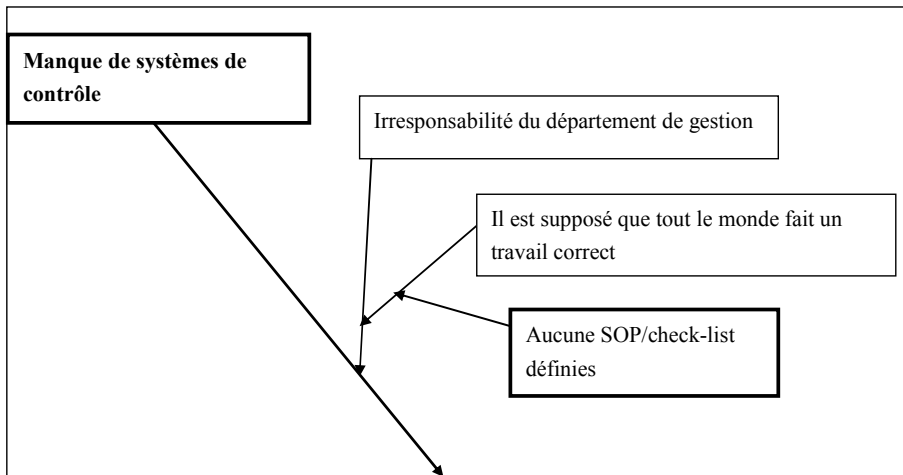 Manque de systèmes de
contrôle
Irresponsabilité du département de gestion
Il est supposé que tout le monde fait un
travail correct
Aucune SOP/check-list
définies